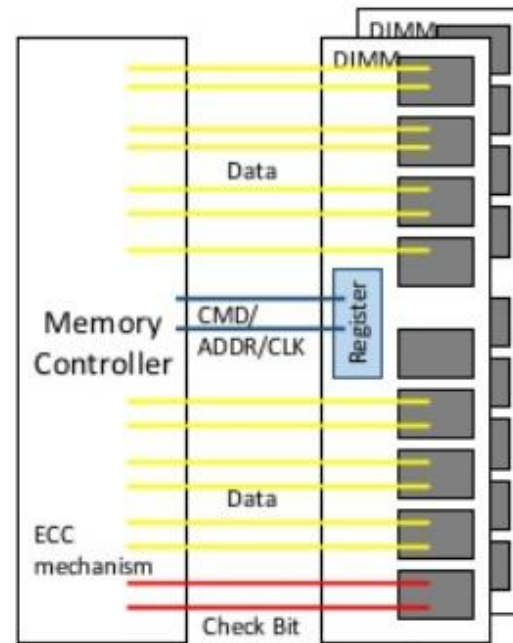 DIMM
DIMM
Data
Register
CMD/
ADDR/CLK
Memory
Controller
Data
ECC
mechanism
Check Bit